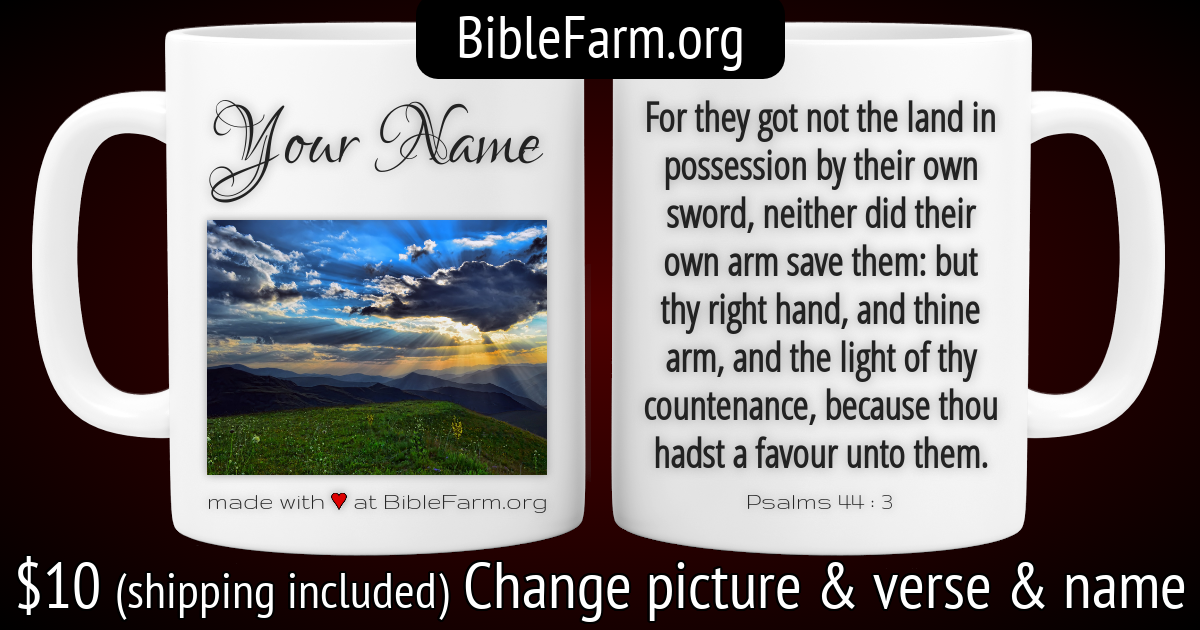 BibleFarm.org
Your Name
made with ♥ at BibleFarm.org
For they got not the land in
possession by their own
sword, neither did their
own arm save them: but
thy right hand, and thine
arm, and the light of thy
countenance, because thou
hadst a favour unto them.
Psalms 44 : 3
$10 (shipping included) Change picture & verse & name